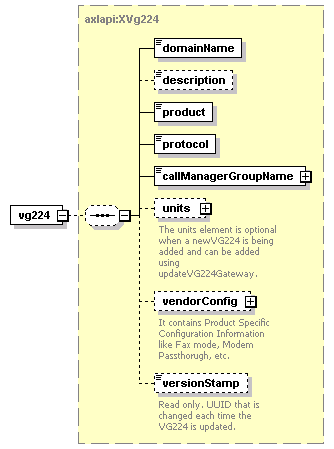 axlapi:XVg224
domainName
description
product
protocol
callManagerGroupName
vg224
units
The units element is optional
when a newVG224 is being
added and can be added
using
updateVG224Gateway.
vendorConfig
It contains Product Specific
Configuration Information
like Fax mode, Modem
Passthorugh, etc.
versionStamp
Read only. UUID that is
changed each time the
VG224 is updated.